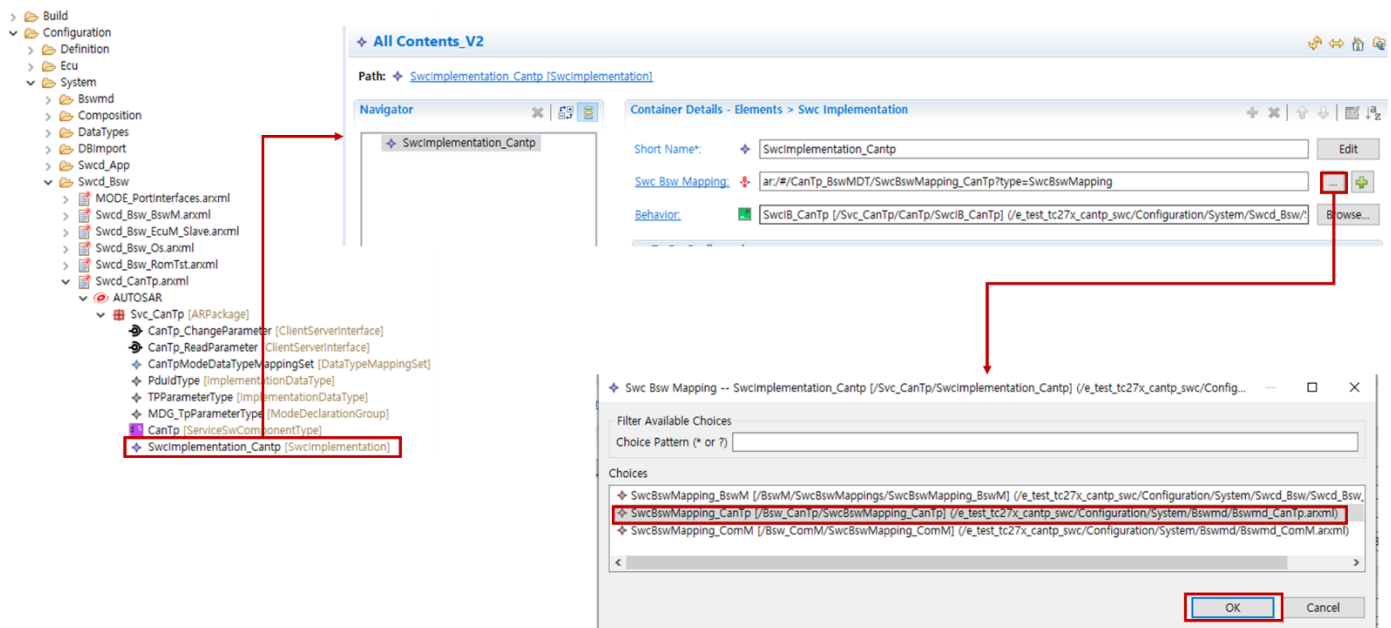 Build
Configuration
Definition
Ecu
System
Bswmd
Composition
DataTypes
DBImport
Swcd_App
Swcd_Bsw
MODE_PortInterfaces.arxml
Swcd_Bsw_BswM.arxml
Swcd_Bsw_EcuM_Slave.arxml
Swcd_Bsw_Os.arxml
Swcd_Bsw_RomTst.arxml
Swcd_CanTp.arxml
AUTOSAR
Svc_CanTp [ARPackage]
CanTp_ChangeParameter [ClientServerInterface]
CanTp_ReadParameter [ClientServerInterface]
CanTpModeDataTypeMappingSet [DataTypeMappingSet]
PduIdType [ImplementationDataType]
TPParameterType [ImplementationDataType]
MDG_TpParameterType [ModeDeclarationGroup]
CanTp [ServiceSwComponentType]
SwcImplementation_Cantp [SwcImplementation]
All Contents_V2
Path: SwcImplementation_Cantp [SwcImplementation]
Navigator
SwcImplementation_Cantp
Container Details - Elements > Swc Implementation
Short Name*: SwcImplementation_Cantp Edit
Swc Bsw Mapping: ar:/#/CanTp_BswMDT/SwcBswMapping_CanTp?type=SwcBswMapping ...
Behavior: SwcIB_CanTp [/Svc_CanTp/CanTp/SwcIB_CanTp] (/e_test_tc27x_cantp_swc/Configuration/System/Swcd_Bsw/ Browse...
Swc Bsw Mapping -- SwcImplementation_Cantp [/Svc_CanTp/SwcImplementation_Cantp] (/e_test_tc27x_cantp_swc/Config...
Filter Available Choices
Choice Pattern (* or ?)
Choices
SwcBswMapping_BswM [/BswM/SwcBswMappings/SwcBswMapping_BswM] (/e_test_tc27x_cantp_swc/Configuration/System/Swcd_Bsw/Swcd_Bsw_
SwcBswMapping_CanTp [/Bsw_CanTp/SwcBswMapping_CanTp] (/e_test_tc27x_cantp_swc/Configuration/System/Bswmd/Bswmd_CanTp.arxml)
SwcBswMapping_ComM [/Bsw_ComM/SwcBswMapping_ComM] (/e_test_tc27x_cantp_swc/Configuration/System/Bswmd/Bswmd_ComM.arxml)
OK Cancel